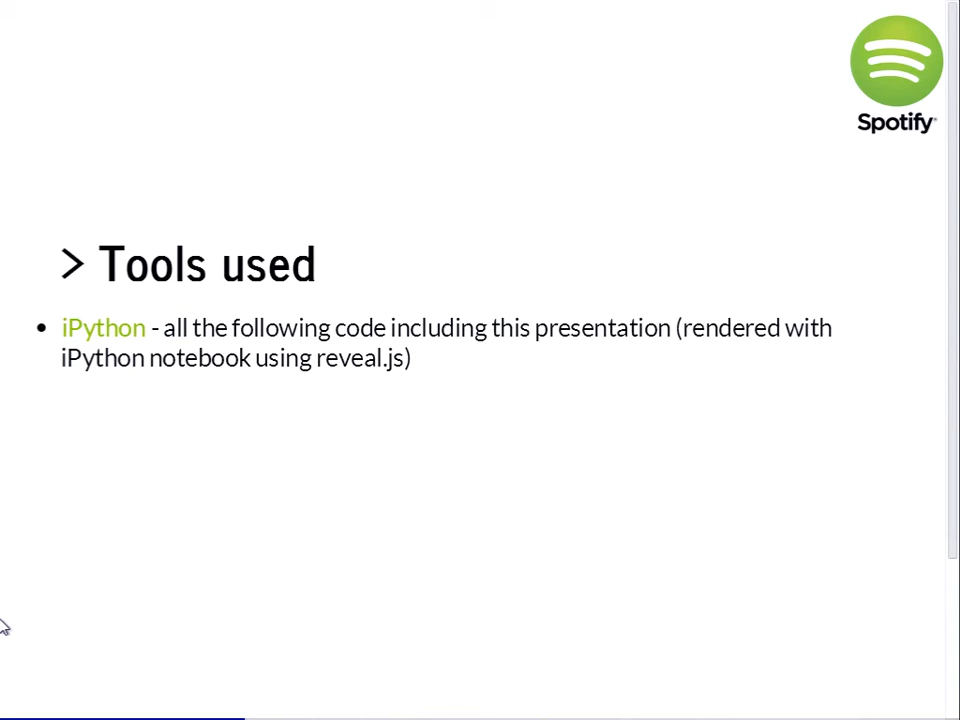 Spotify
> Tools used
• iPython - all the following code including this presentation (rendered with
iPython notebook using reveal.js)